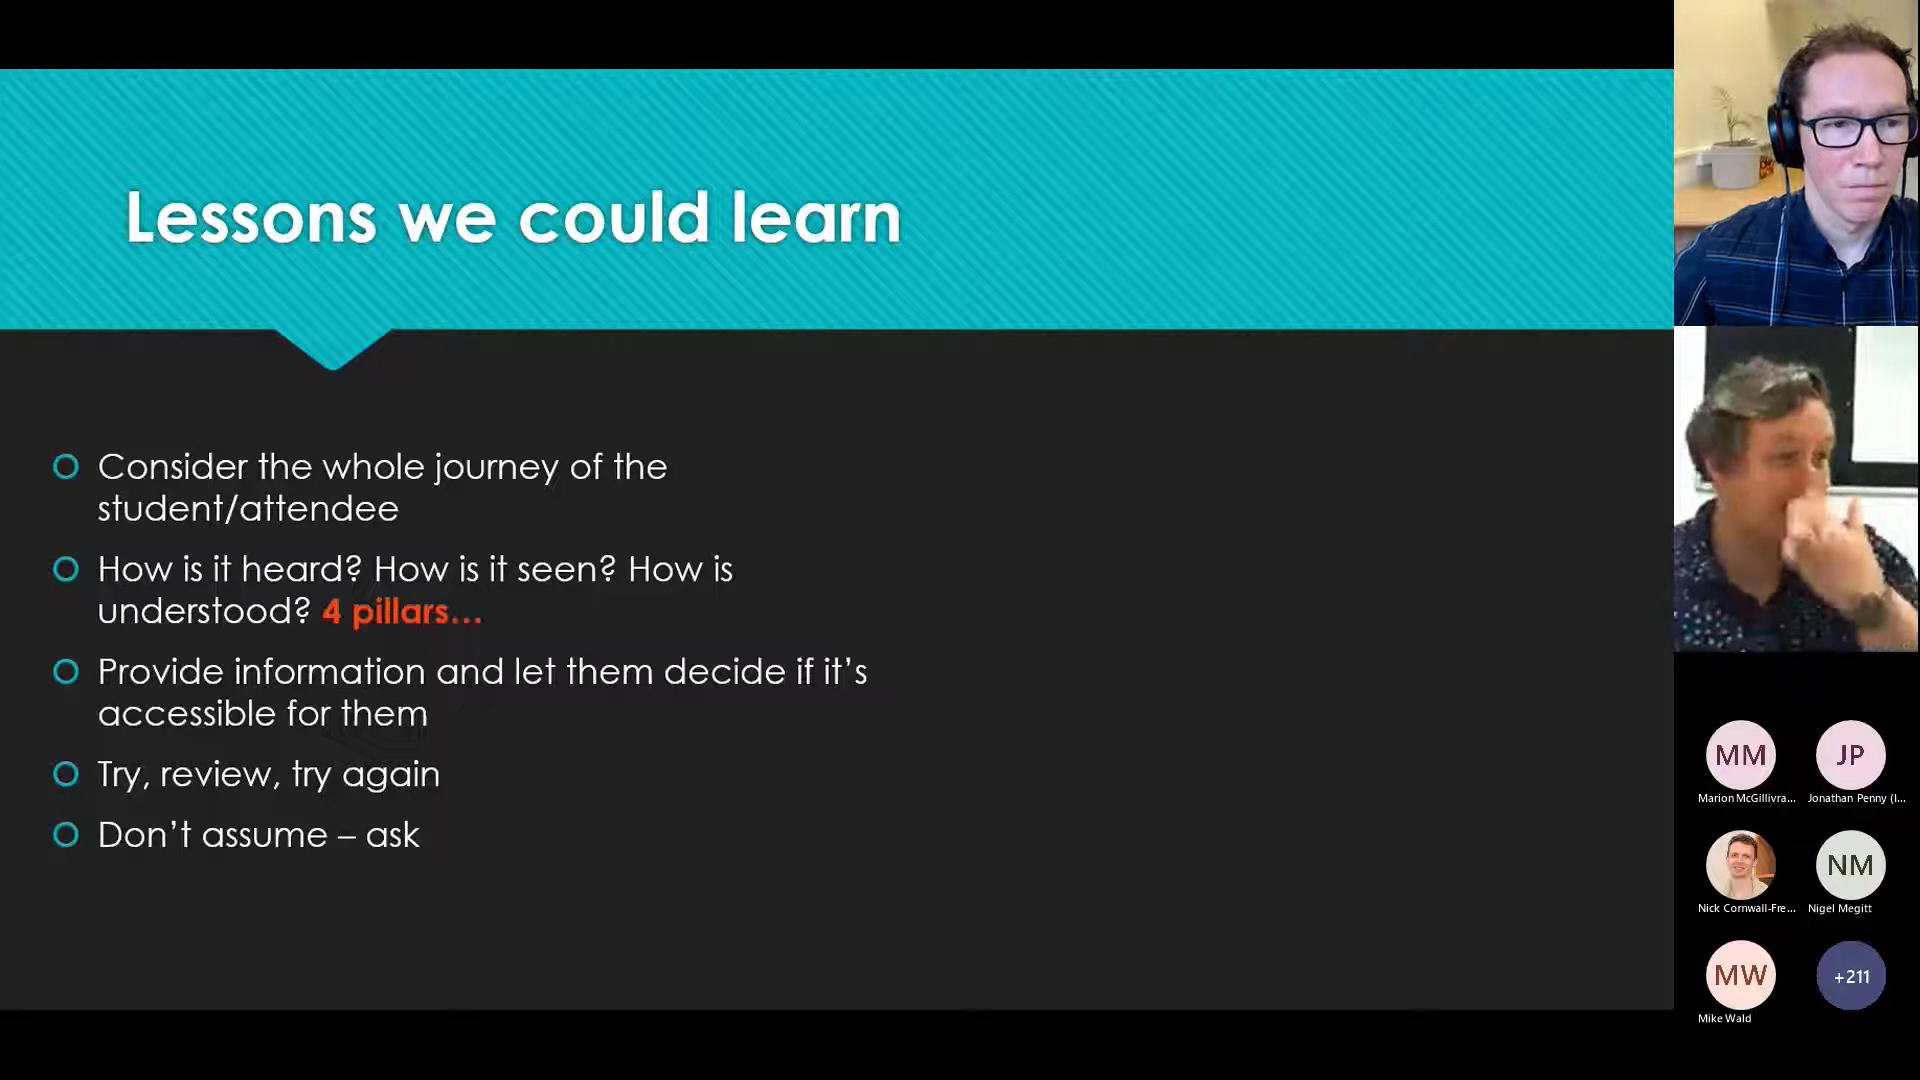 Lessons we could learn
Consider the whole journey of the
student/attendee
How is it heard? How is it seen? How is
understood? 4 pillars...
Provide information and let them decide if it's
accessible for them
Try, review, try again
Don't assume – ask
MM
JP
Marion McGillivra...
Jonathan Penny (I...
NM
Nick Cornwall-Fre...
Nigel Megitt
MW
+211
Mike Wald